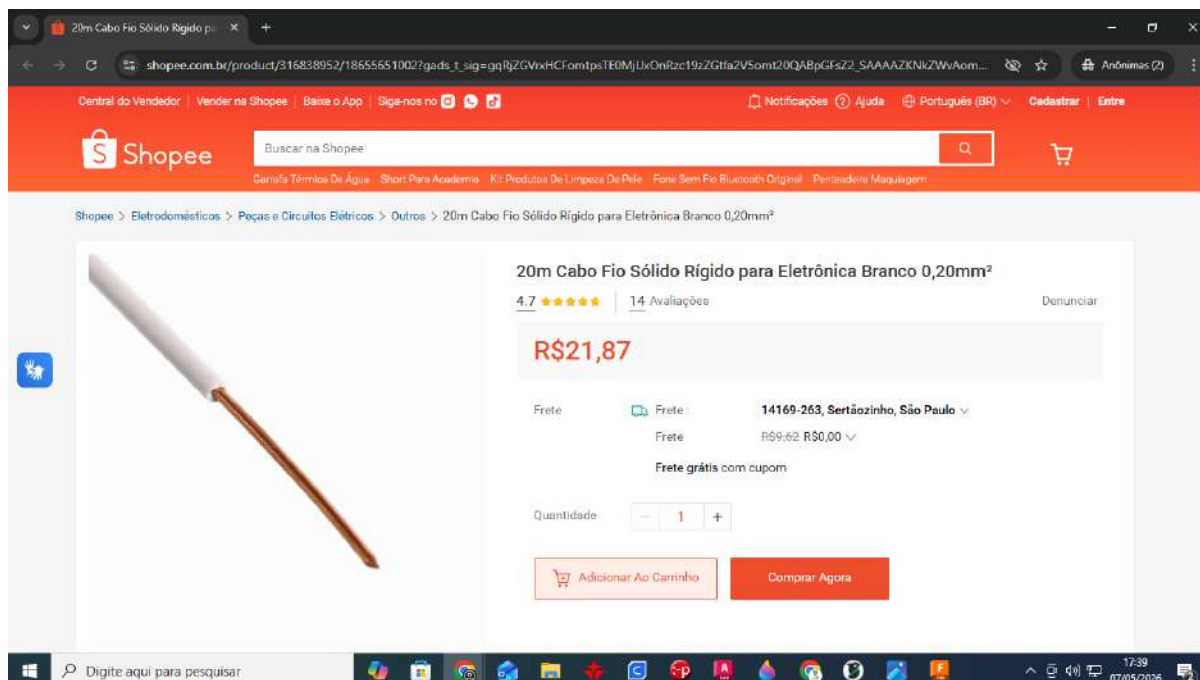 20m Cabo Fio Sólido Rígido pa
shopee.com.br/product/316838952/18655651002?gads_t_sig=
Anônimas (2)
Central do Vendedor | Vender na Shopee | Baixe o App | Siga-nos no
Notificações Ajuda Português (BR) Cadastrar | Entre
Shopee
Buscar na Shopee
Garrafa Térmica De Água Short Para Academia Kit Produtos De Limpeza De Pele Fone Sem Fio Bluetooth Original Penteadeira Maquiagem
Shopee > Eletrodomésticos > Peças e Circuitos Elétricos > Outros > 20m Cabo Fio Sólido Rígido para Eletrônica Branco 0,20mm²
20m Cabo Fio Sólido Rígido para Eletrônica Branco 0,20mm²
4.7 14 Avaliações Denunciar
R$21,87
Frete Frete : 14169-263, Sertãozinho, São Paulo
Frete R$9,62 R$0,00
Frete grátis com cupom
Quantidade - 1 +
Adicionar Ao Carrinho Comprar Agora
Digite aqui para pesquisar
17:39
07/05/2026